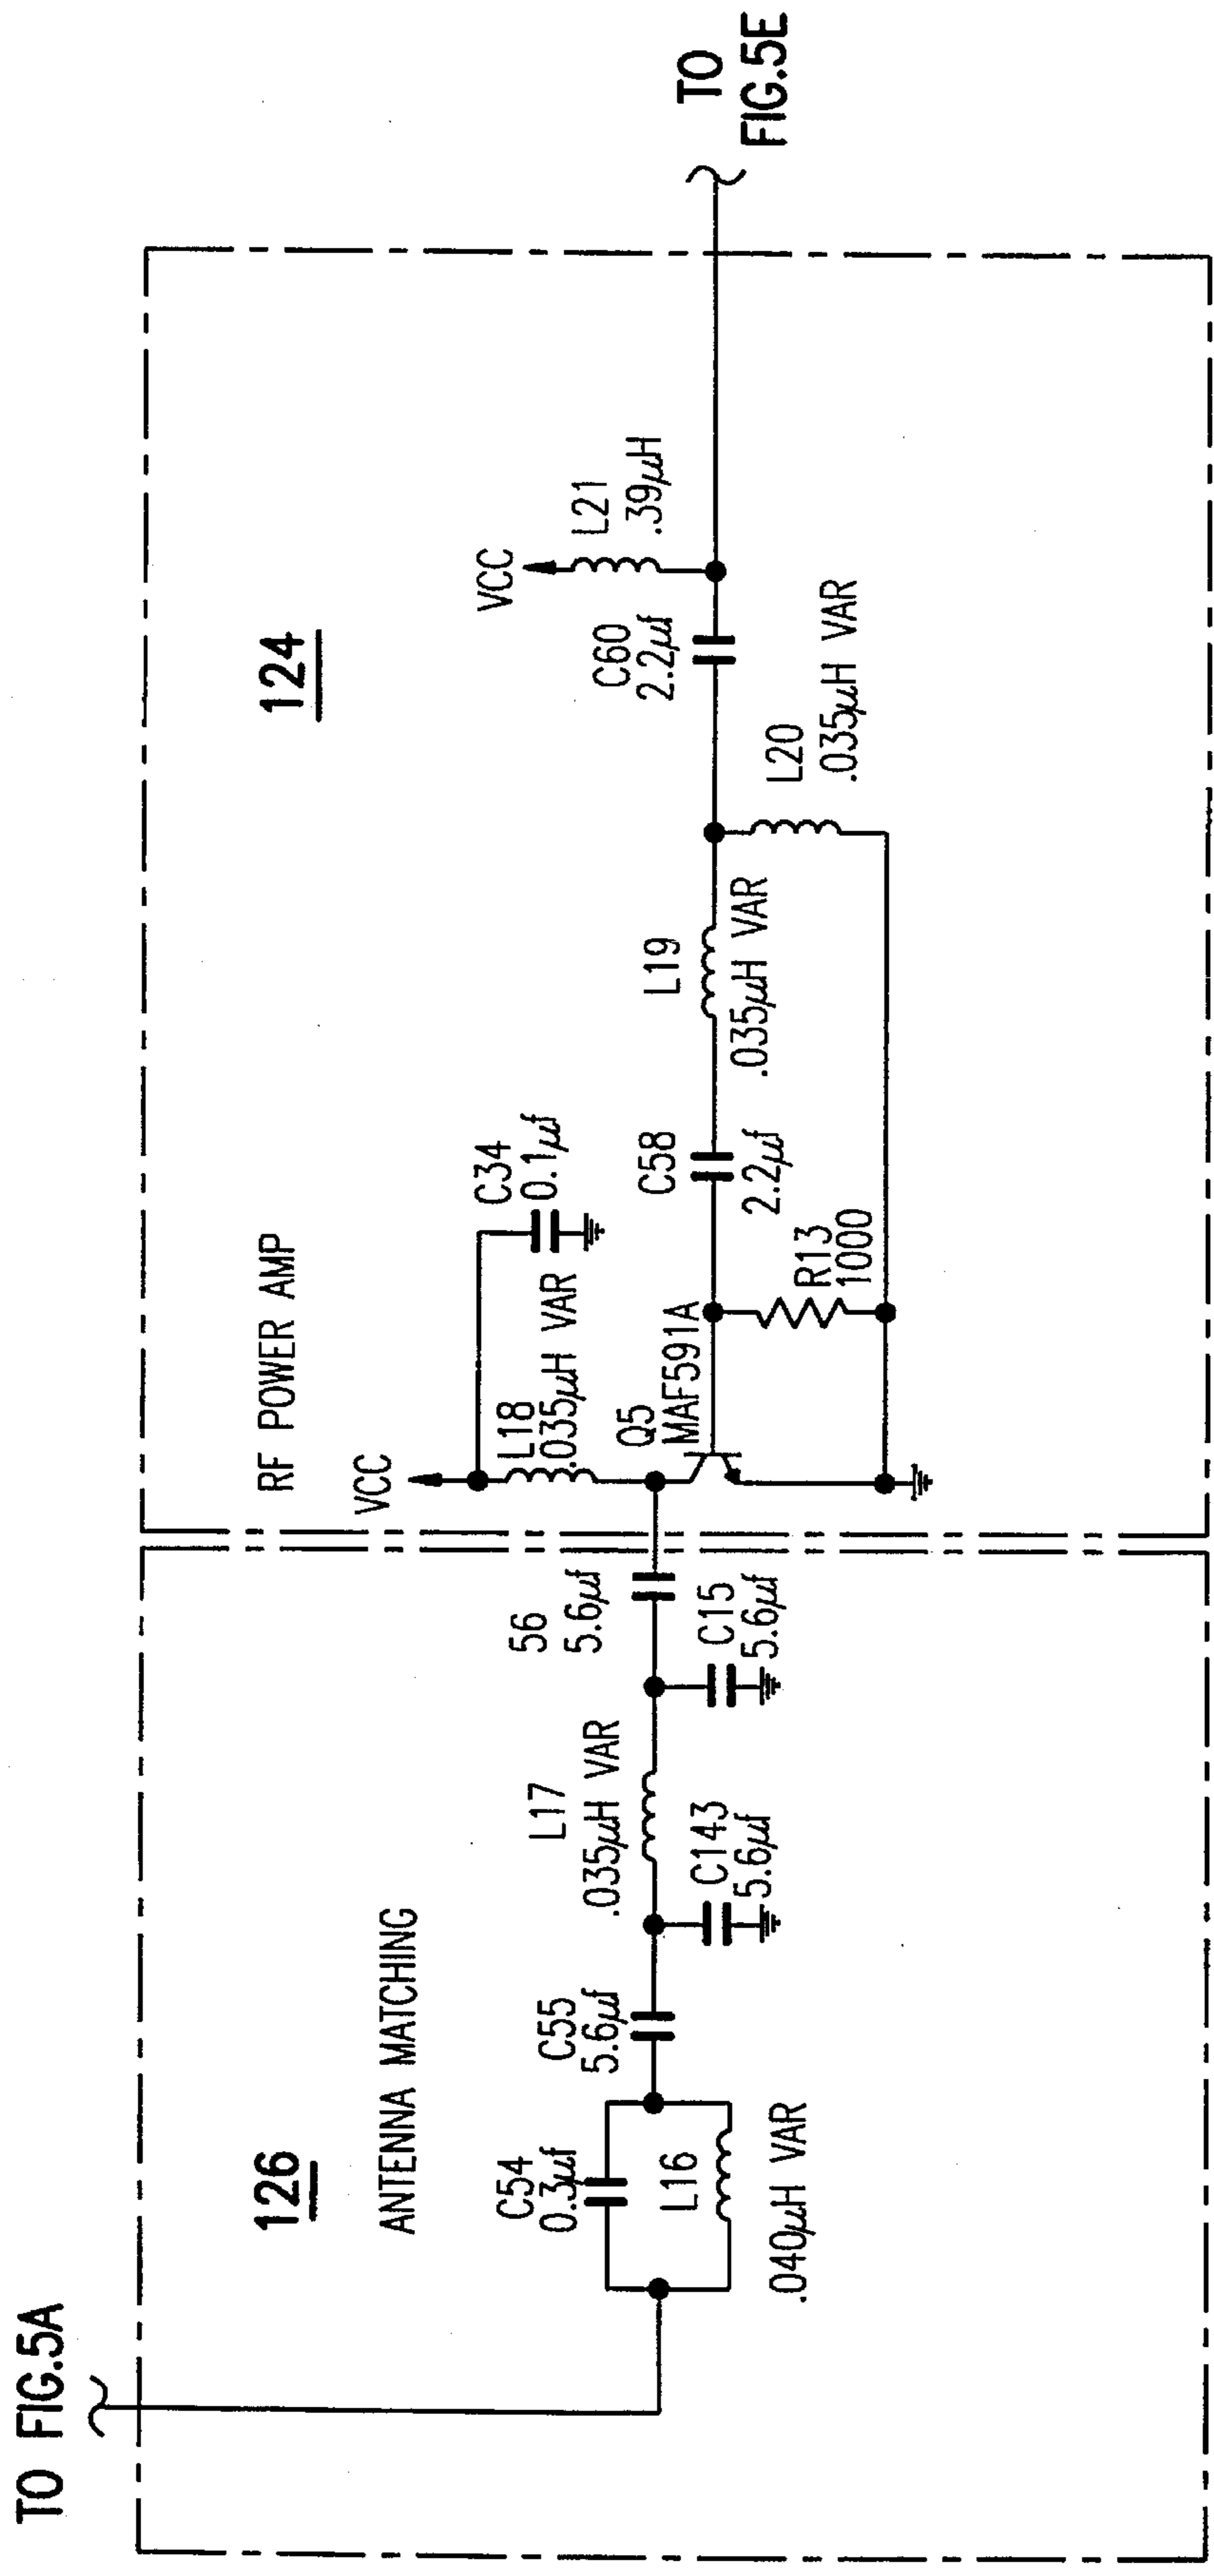 TO FIG.5A
126
ANTENNA MATCHING
C54
0.3µf
L16
.040µH VAR
C55
5.6µf
C143
5.6µf
L17
.035µH VAR
56
5.6µf
C15
5.6µf
RF POWER AMP
124
VCC
L18
.035µH VAR
C34
0.1µf
Q5
MAF591A
R13
1000
C58
2.2µf
L19
.035µH VAR
L20
.035µH VAR
C60
2.2µf
VCC
L21
.39µH
TO
FIG.5E